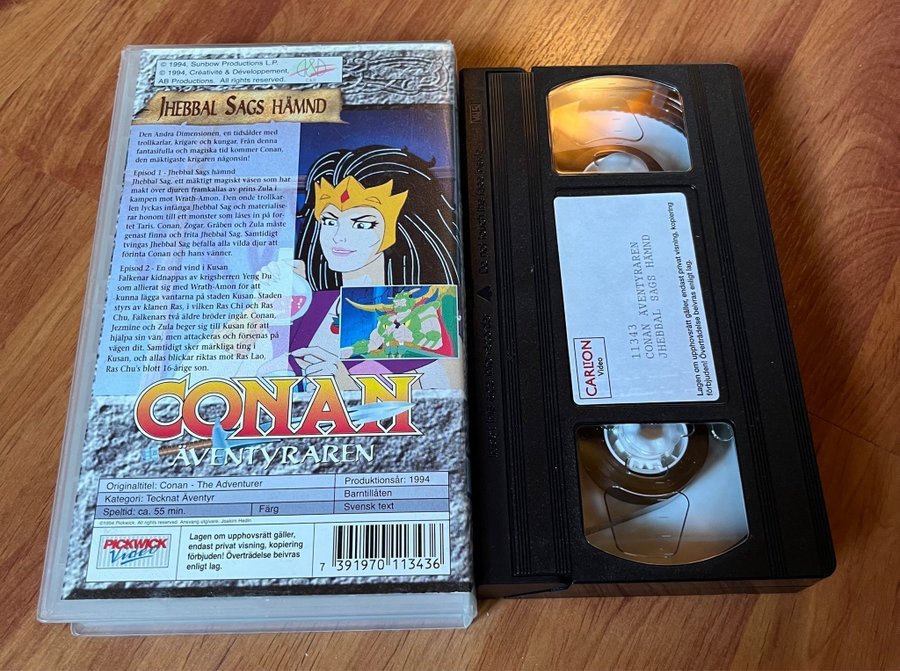 © 1994, Sunbow Productions L.P.
© 1994, Créativité & Développement,
AB Productions. All rights reserved.
C&D
JHEBBAL SAGS HÄMND
Den Andra Dimensionen, en tidsålder med
trollkarlar, krigare och kungar. Från denna
fantasifulla och magiska tid kommer Conan,
den mäktigaste krigaren någonsin!
Episod 1 - Jhebbal Sags hämnd
Jhebbal Sag, ett mäktigt magiskt väsen som har
makt över djuren framkallas av prins Zula i
kampen mot Wrath-Amon. Den onde trollkar-
len lyckas infånga Jhebbal Sag och materialise-
rar honom till ett monster som låses in på for-
tet Taris. Conan, Zogar, Gråben och Zula måste
genast finna och frita Jhebbal Sag. Samtidigt
tvingas Jhebbal Sag befalla alla vilda djur att
förinta Conan och hans vänner.
Episod 2 - En ond vind i Kusan
Falkenar kidnappas av krigsherren Yeng Du
som allierat sig med Wrath-Amon för att
kunna lägga vantarna på staden Kusan. Staden
styrs av klanen Ras, i vilken Ras Chi och Ras
Chu, Falkenars två äldre bröder ingår. Conan,
Jezmine och Zula beger sig till Kusan för att
hjälpa sin vän, men attackeras och försenas på
vägen dit. Samtidigt sker märkliga ting i
Kusan, och allas blickar riktas mot Ras Lao,
Ras Chu's blott 16-årige son.
CONAN
ÄVENTYRAREN
Originaltitel: Conan - The Adventurer
Produktionsår: 1994
Kategori: Tecknat Äventyr
Barntillåten
Speltid: ca. 55 min.
Färg
Svensk text
©1994 Pickwick. All rights reserved. Ansvarig utgivare: Joakim Hedin
PICKWICK
Video
Lagen om upphovsrätt gäller,
endast privat visning, kopiering
förbjuden! Överträdelse beivras
enligt lag.
7 391970 113436
CARLTON
Video
11343
CONAN ÄVENTYRAREN
JHEBBAL SAGS HÄMND
Lagen om upphovsrätt gäller, endast privat visning, kopiering
förbjuden! Överträdelse beivras enligt lag.